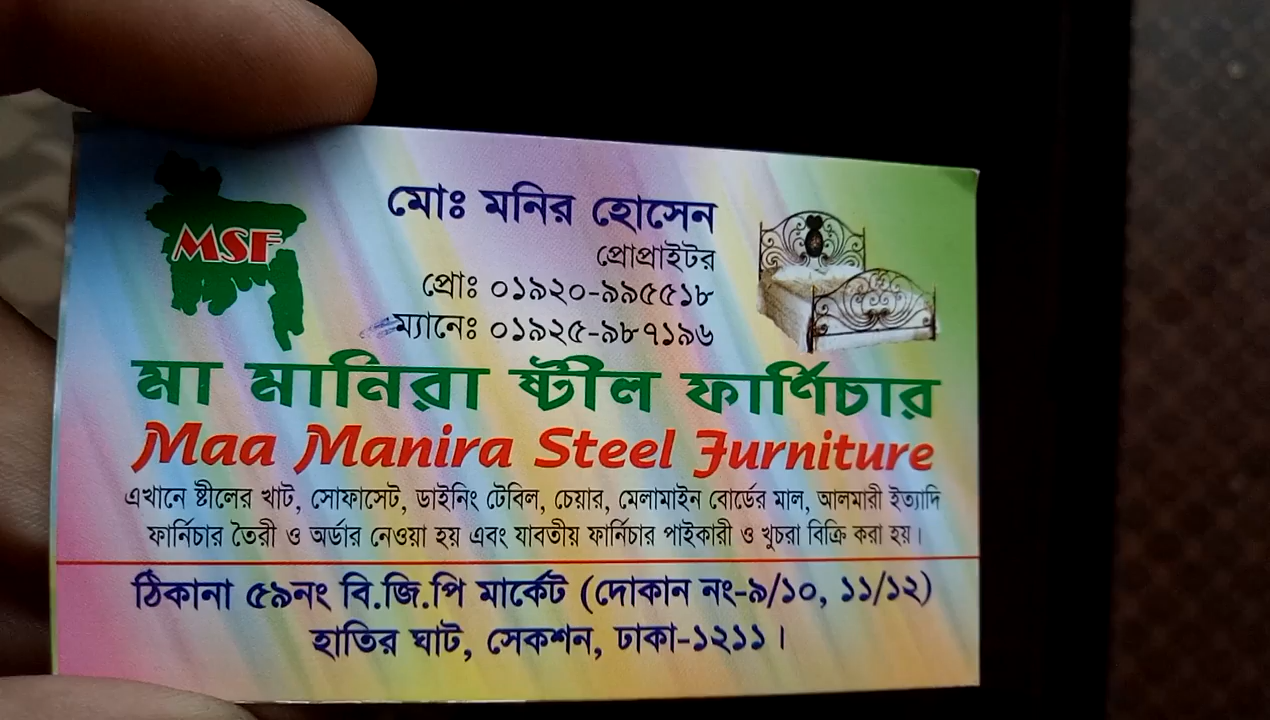 MSF
মোঃ মনির হোসেন
প্রোপ্রাইটর
প্রোঃ ০১৯২০-৯৯৫৫১৮
ম্যানেঃ ০১৯২৫-৯৮৭১৯৬
মা মানিরা ষ্টীল ফার্ণিচার
Maa Manira Steel Furniture
এখানে ষ্টীলের খাট, সোফাসেট, ডাইনিং টেবিল, চেয়ার, মেলামাইন বোর্ডের মাল, আলমারী ইত্যাদি
ফার্নিচার তৈরী ও অর্ডার নেওয়া হয় এবং যাবতীয় ফার্নিচার পাইকারী ও খুচরা বিক্রি করা হয়।
ঠিকানা ৫৯নং বি.জি.পি মার্কেট (দোকান নং-৯/১০, ১১/১২)
হাতির ঘাট, সেকশন, ঢাকা-১২১১।